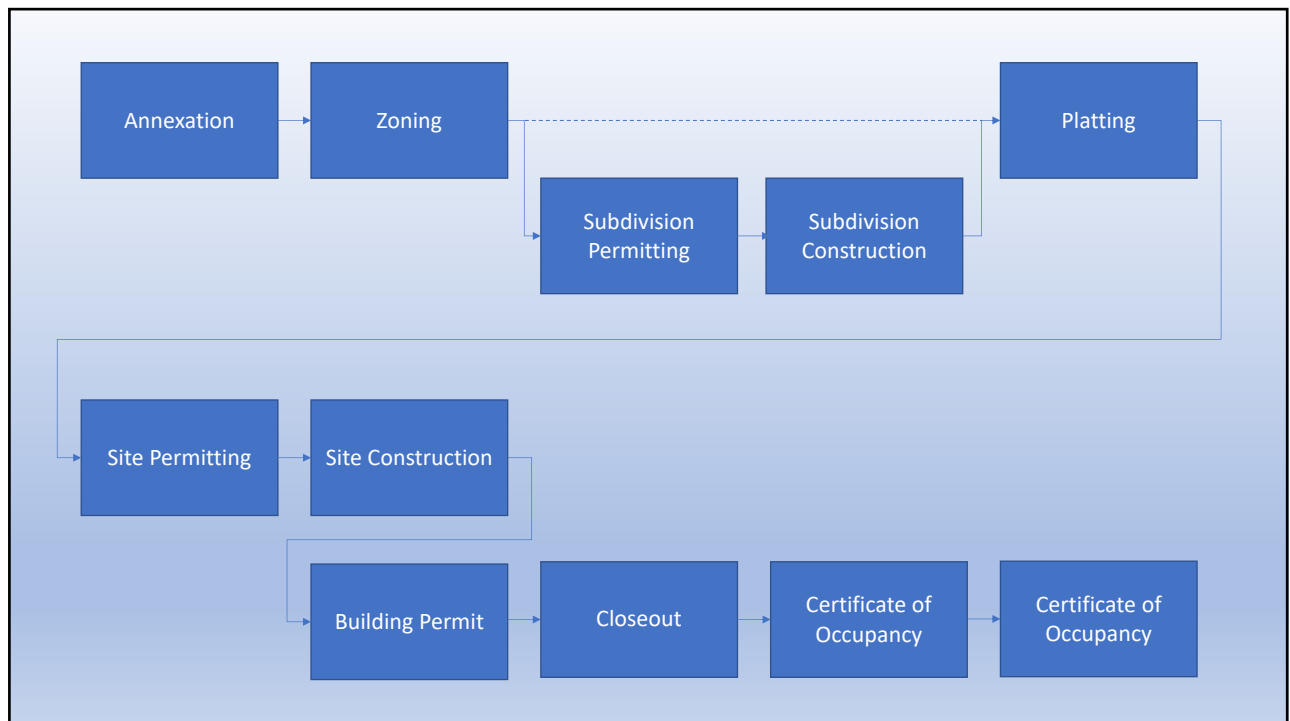 Annexation
Zoning
Platting
Subdivision
Permitting
Subdivision
Construction
Site Permitting
Site Construction
Building Permit
Closeout
Certificate of
Occupancy
Certificate of
Occupancy